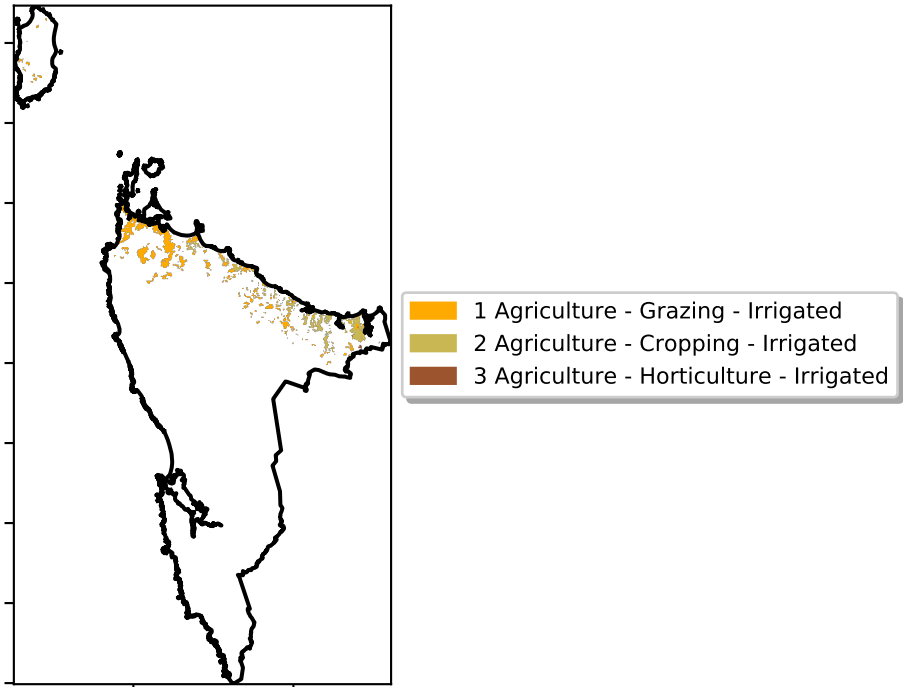 1 Agriculture - Grazing - Irrigated
2 Agriculture - Cropping - Irrigated
3 Agriculture - Horticulture - Irrigated